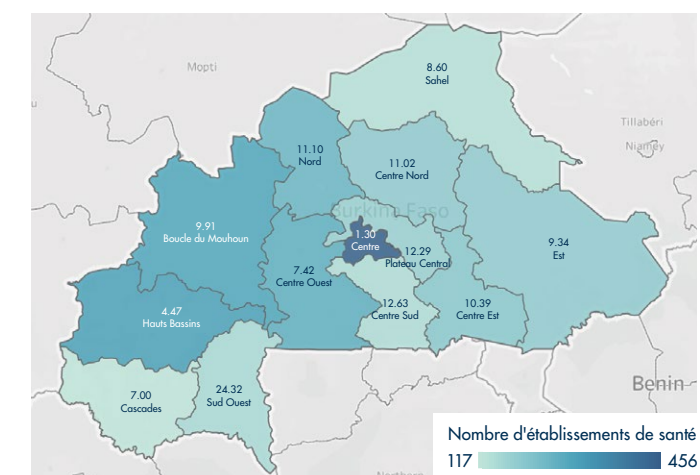 8.60
Sahel
Mopti
Tillabéri
Niamey
11.10
Nord
11.02
Centre Nord
Burkina Faso
9.91
Boucle du Mouhoun
1.30
Centre
12.29
Plateau Central
9.34
Est
7.42
Centre Ouest
12.63
Centre Sud
10.39
Centre Est
4.47
Hauts Bassins
7.00
Cascades
24.32
Sud Ouest
Benin
Nombre d'établissements de santé
117 456
Northern